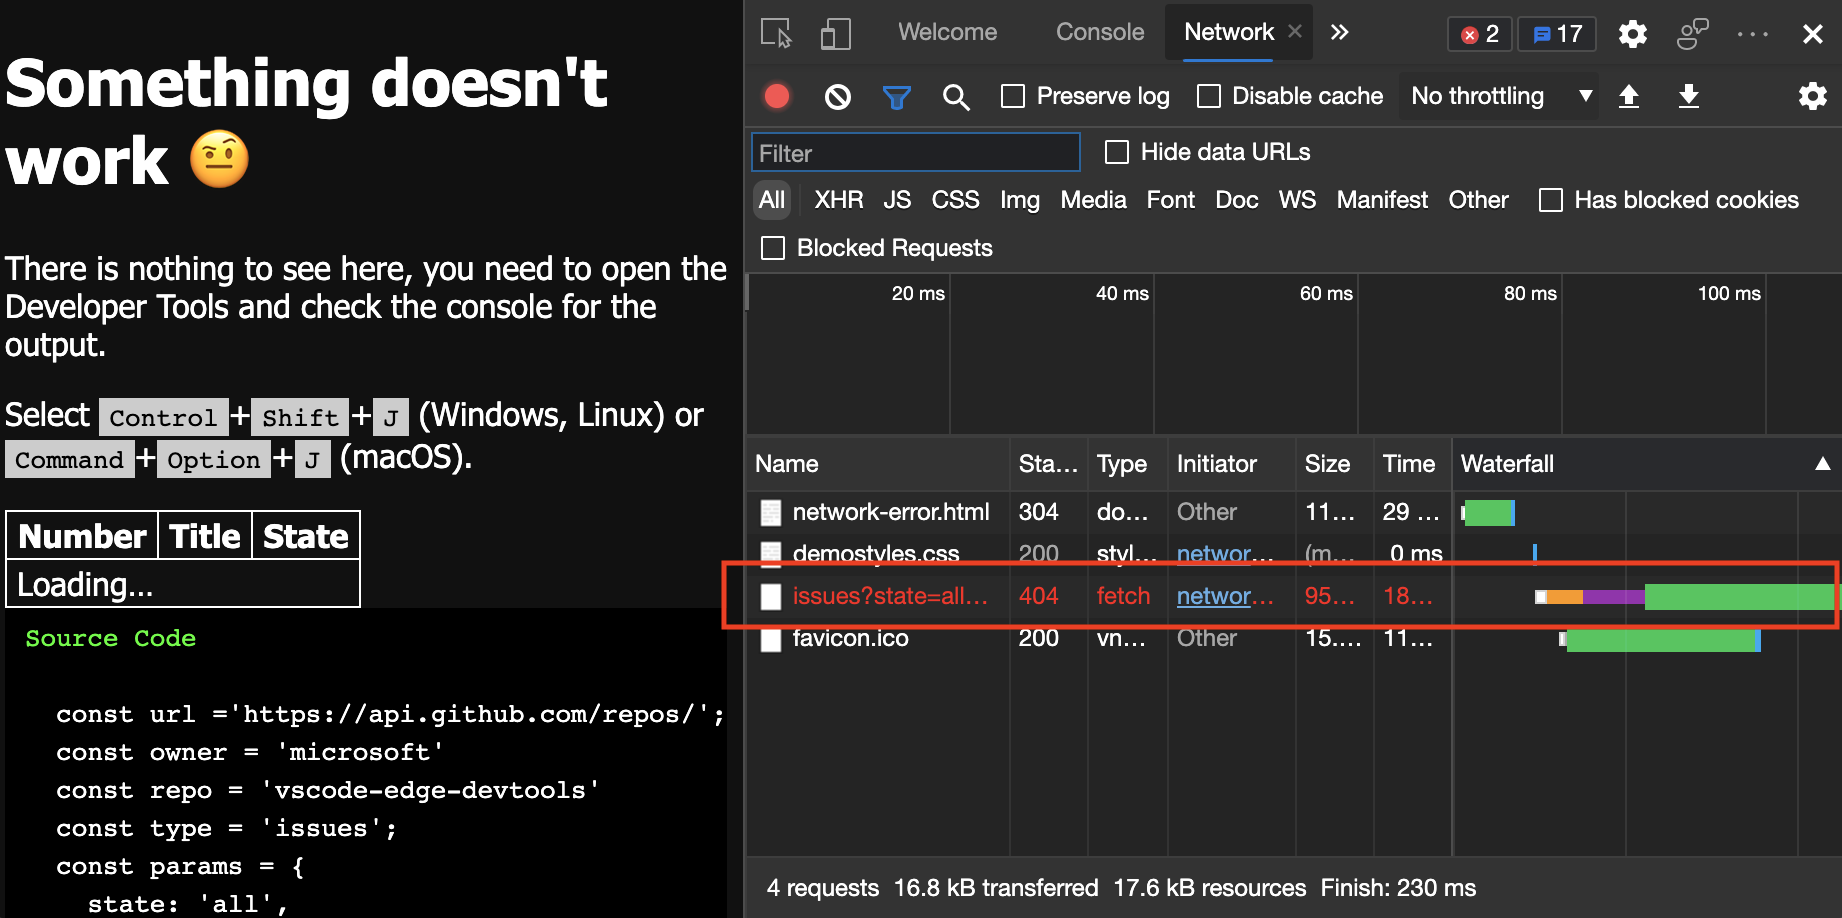 Something doesn't
work 🤨
There is nothing to see here, you need to open the
Developer Tools and check the console for the
output.
Select Control+Shift+J (Windows, Linux) or
Command+Option+J (macOS).
Number Title State
Loading...
Source Code
const url ='https://api.github.com/repos/';
const owner = 'microsoft'
const repo = 'vscode-edge-devtools'
const type = 'issues';
const params = {
state: 'all',
Welcome Console Network 2 17
Preserve log Disable cache No throttling
Filter Hide data URLs
All XHR JS CSS Img Media Font Doc WS Manifest Other Has blocked cookies
Blocked Requests
20 ms 40 ms 60 ms 80 ms 100 ms
Name Sta... Type Initiator Size Time Waterfall
network-error.html 304 do... Other 11... 29 ...
demostyles.css 200 styl... networ... (m... 0 ms
issues?state=all... 404 fetch networ... 95... 18...
favicon.ico 200 vn... Other 15.... 11...
4 requests 16.8 kB transferred 17.6 kB resources Finish: 230 ms